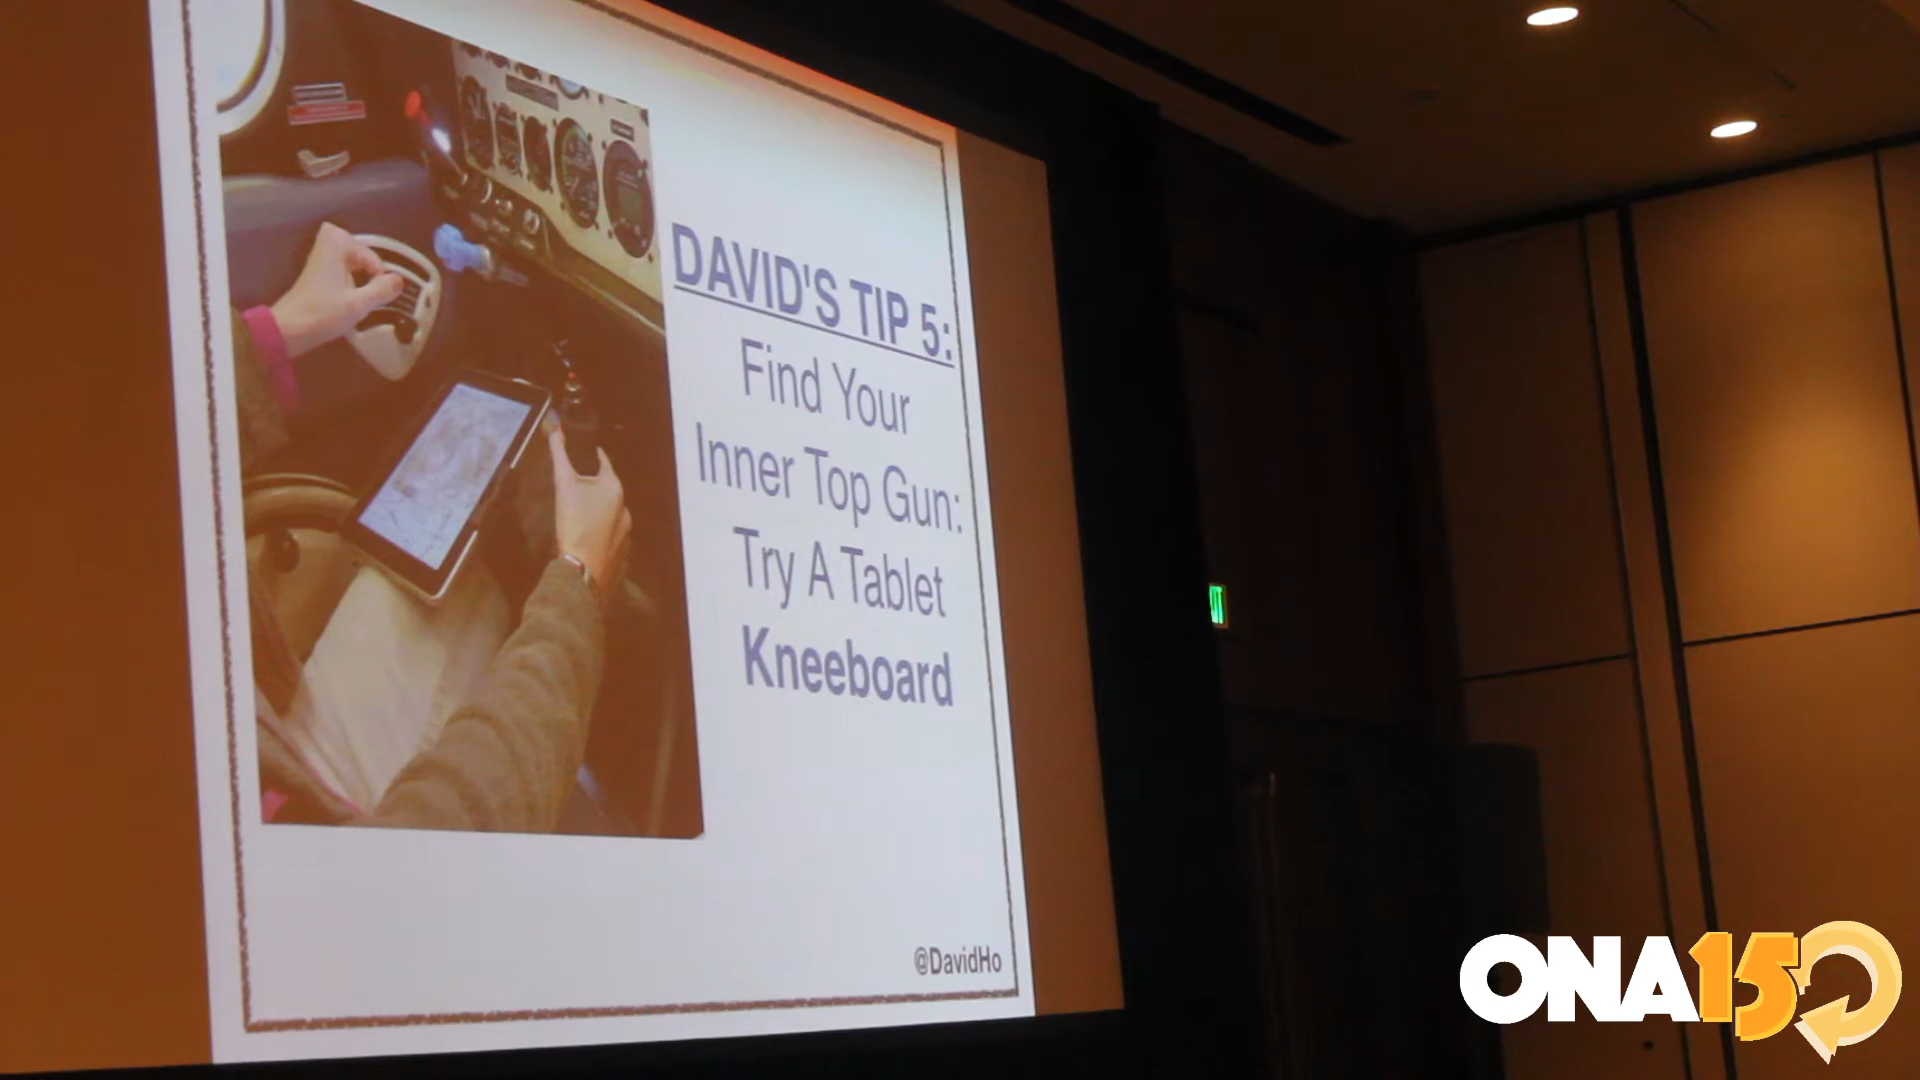 DAVID'S TIP 5:
Find Your
Inner Top Gun:
Try A Tablet
Kneeboard
@DavidHo
ONA15